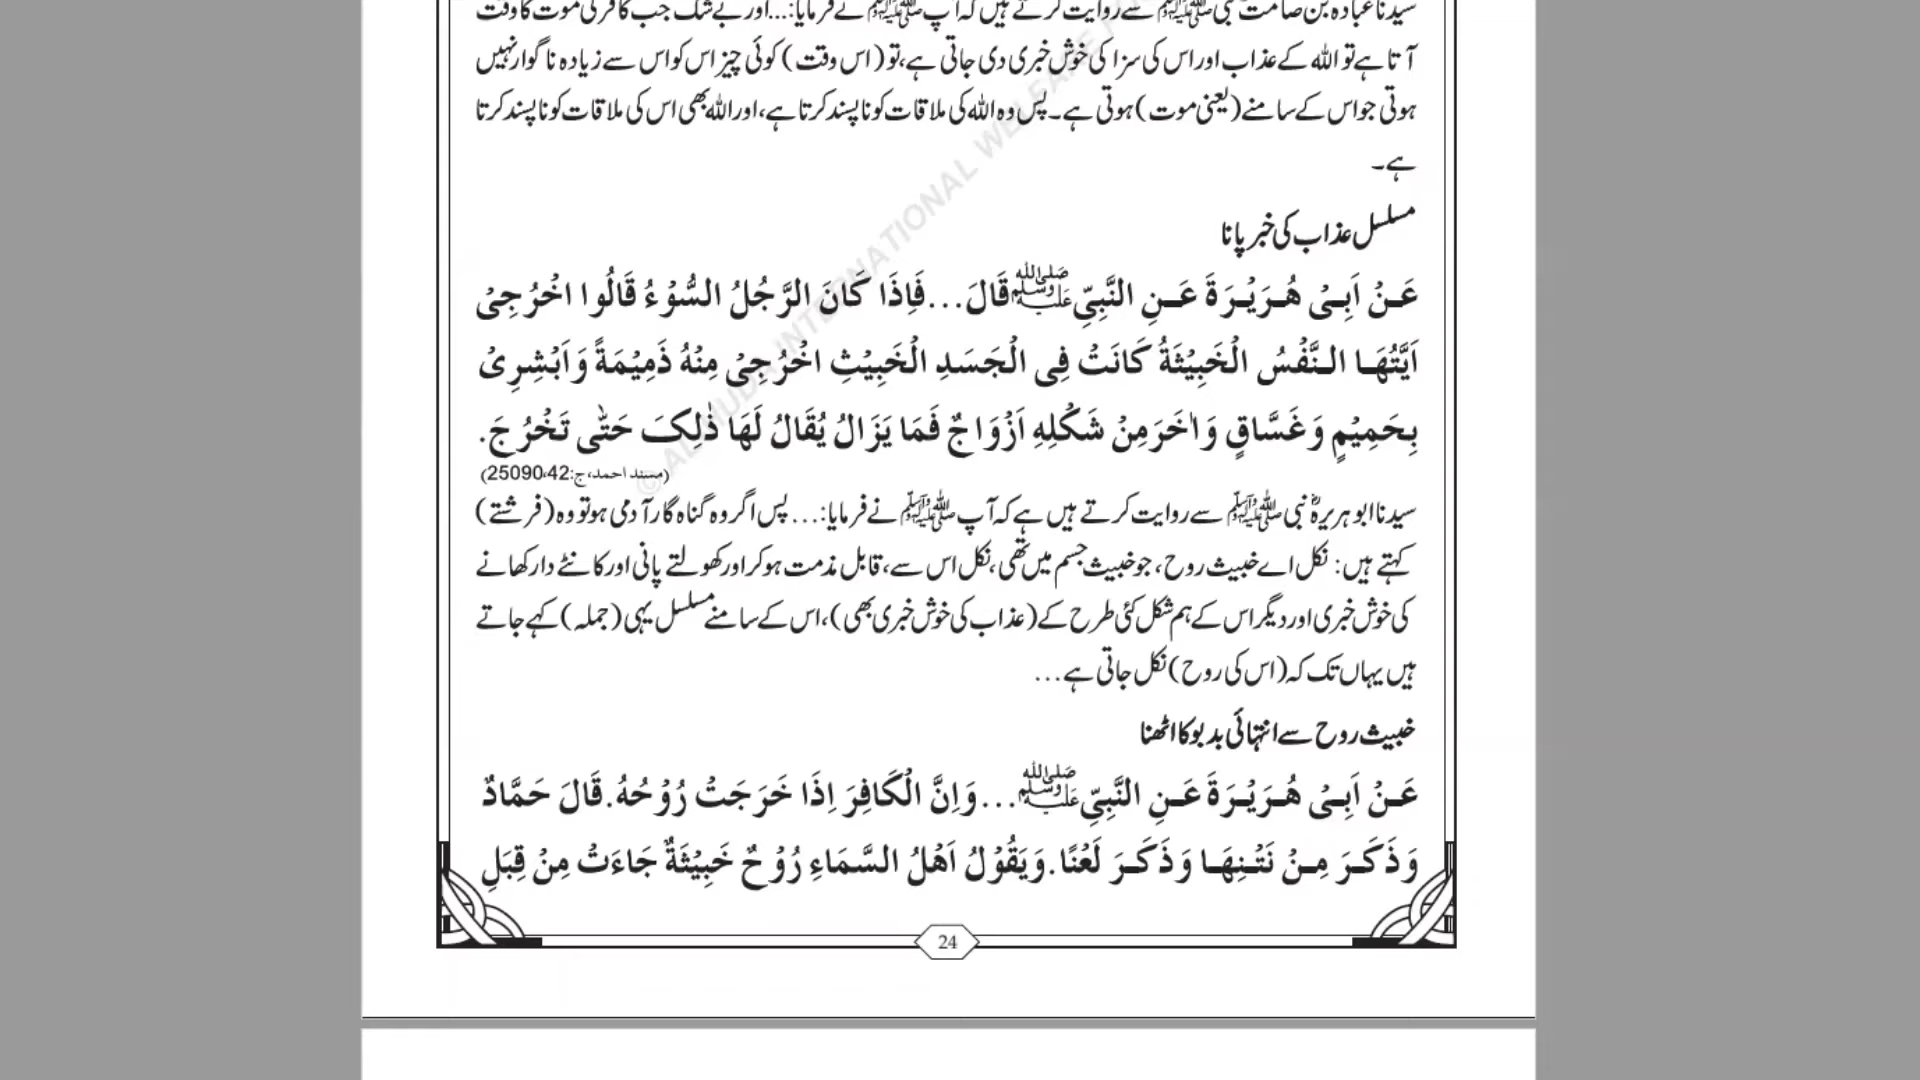 سیدنا عبادہ بن صامت نبی ﷺ سے روایت کرتے ہیں کہ آپ ﷺ نے فرمایا:...اور بے شک جب کافر کی موت کا وقت
آتا ہے تو اللہ کے عذاب اور اس کی سزا کی خوش خبری دی جاتی ہے، تو (اس وقت) کوئی چیز اس کو اس سے زیادہ ناگوار نہیں
ہوتی جو اس کے سامنے (یعنی موت) ہوتی ہے۔ پس وہ اللہ کی ملاقات کو ناپسند کرتا ہے، اور اللہ بھی اس کی ملاقات کو ناپسند کرتا
ہے۔
مسلسل عذاب کی خبر پانا
عَنْ اَبِیْ هُرَیْرَةَ عَنِ النَّبِیِّ ﷺ قَالَ...فَاِذَا کَانَ الرَّجُلُ السُّوْءُ قَالُوا اخْرُجِیْ
اَیَّتُهَا النَّفْسُ الْخَبِیْثَةُ کَانَتْ فِی الْجَسَدِ الْخَبِیْثِ اخْرُجِیْ مِنْهُ ذَمِیْمَةً وَاَبْشِرِیْ
بِحَمِیْمٍ وَغَسَّاقٍ وَاٰخَرَ مِنْ شَکْلِهِ اَزْوَاجٌ فَمَا یَزَالُ یُقَالُ لَهَا ذٰلِکَ حَتّٰی تَخْرُجَ.
(مسند احمد، ج:42،25090)
سیدنا ابو ہریرہؓ نبی ﷺ سے روایت کرتے ہیں ہے کہ آپ ﷺ نے فرمایا:... پس اگر وہ گناہ گار آدمی ہو تو وہ (فرشتے)
کہتے ہیں: نکل اے خبیث روح، جو خبیث جسم میں تھی، نکل اس سے، قابل مذمت ہو کر اور کھولتے پانی اور کانٹے دار کھانے
کی خوش خبری اور دیگر اس کے ہم شکل کئی طرح کے (عذاب کی خوش خبری بھی)، اس کے سامنے مسلسل یہی (جملہ) کہے جاتے
ہیں یہاں تک کہ (اس کی روح) نکل جاتی ہے...
خبیث روح سے انتہائی بدبو کا اٹھنا
عَنْ اَبِیْ هُرَیْرَةَ عَنِ النَّبِیِّ ﷺ...وَاِنَّ الْکَافِرَ اِذَا خَرَجَتْ رُوْحُهُ. قَالَ حَمَّادٌ
وَذَکَرَ مِنْ نَتْنِهَا وَذَکَرَ لَعْنًا. وَیَقُوْلُ اَهْلُ السَّمَاءِ رُوْحٌ خَبِیْثَةٌ جَاءَتْ مِنْ قِبَلِ
24